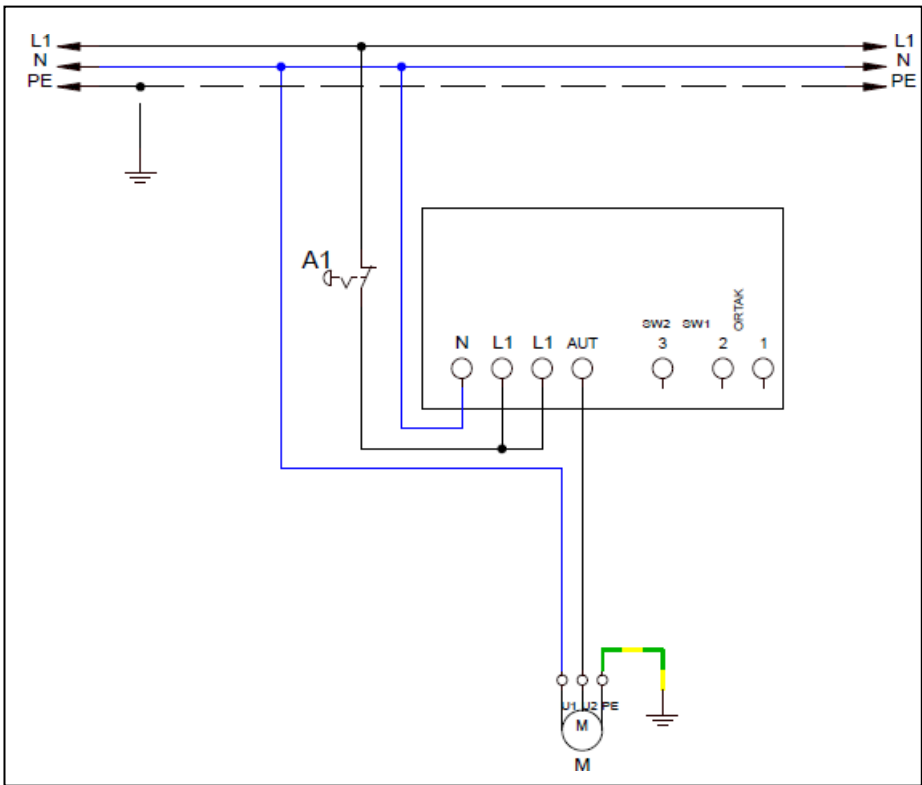 L1 L1
N N
PE PE
A1
ORTAK
SW2 SW1
N L1 L1 AUT 3 2 1
U1 U2 PE
M
M